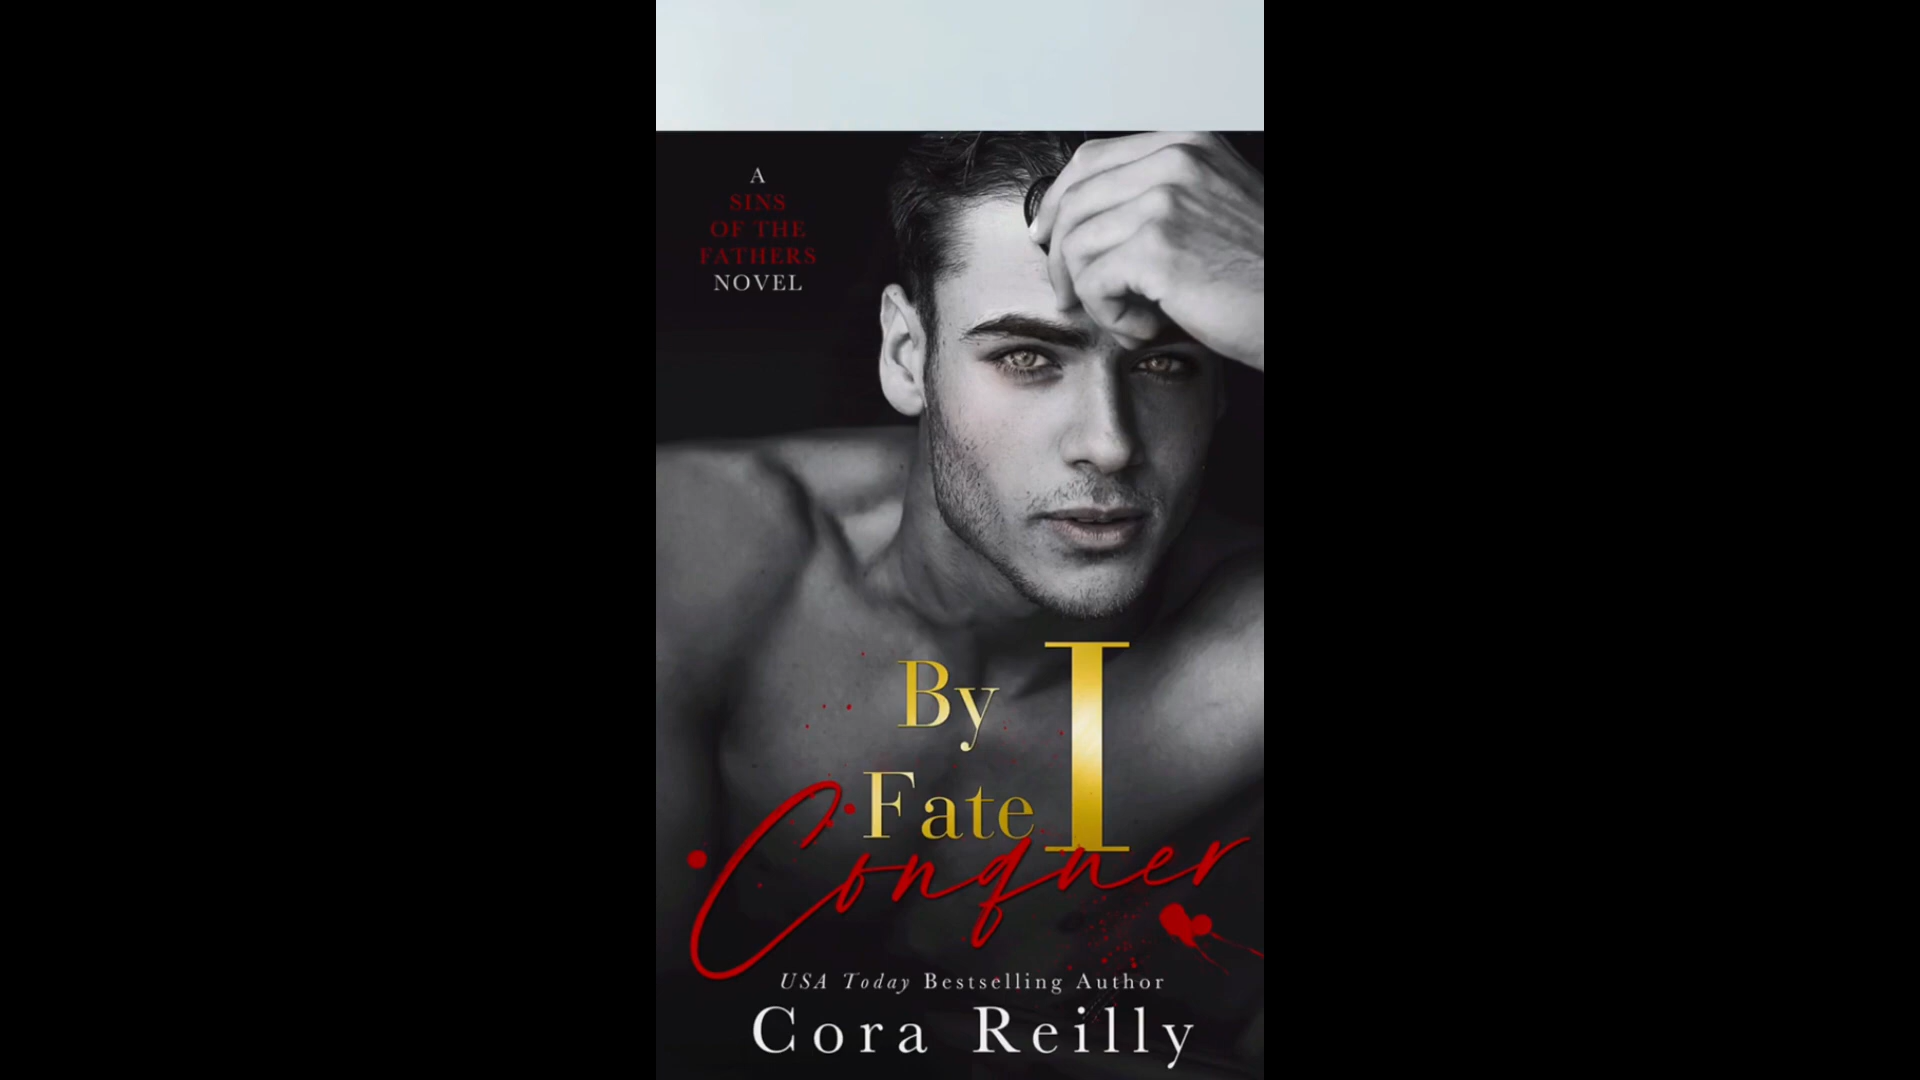 A
SINS
OF THE
FATHERS
NOVEL
By
Fate I
Conquer
USA Today Bestselling Author
Cora Reilly